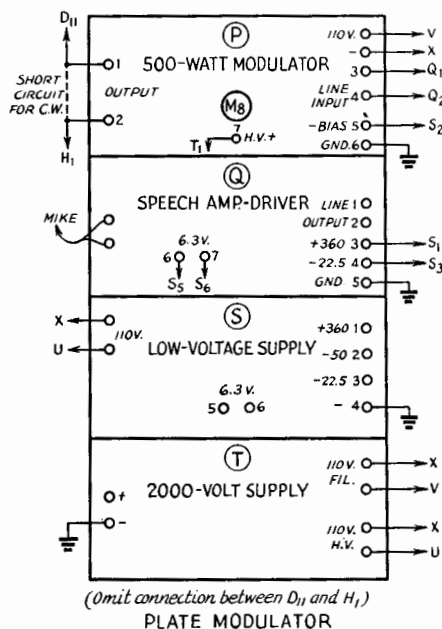 D11
P
110V. V
- X
1
500-WATT MODULATOR
3 Q1
SHORT CIRCUIT FOR C.W.
OUTPUT
LINE INPUT 4 Q2
M8
2
-BIAS 5 S2
7 H.V.+
T1
H1
GND. 6
Q
SPEECH AMP.-DRIVER
LINE 1
OUTPUT 2
MIKE
6.3 V.
+360 3 S1
6 7
-22.5 4 S3
S5 S6
GND 5
S
X
110V.
+360 1
U
LOW-VOLTAGE SUPPLY
-50 2
-22.5 3
6.3 V.
5 6
- 4
T
110V. FIL. X
2000-VOLT SUPPLY
V
+
-
110V. H.V. X
U
(Omit connection between D11 and H1)
PLATE MODULATOR